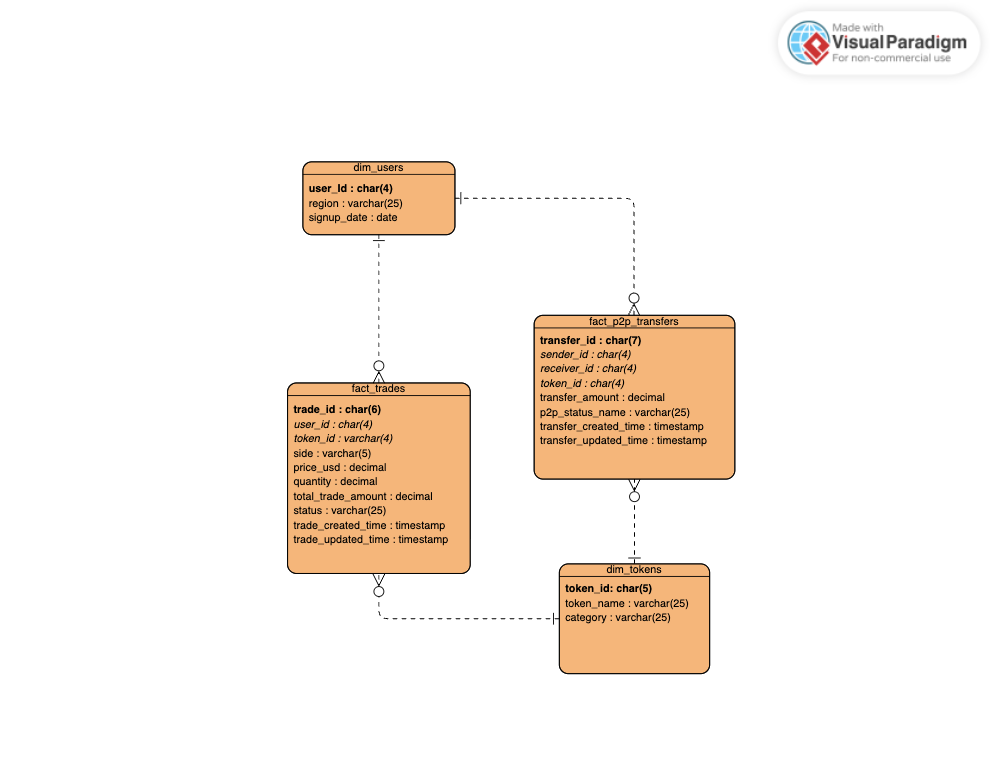 Made with
VisualParadigm
For non-commercial use
dim_users
user_Id : char(4)
region : varchar(25)
signup_date : date
fact_p2p_transfers
transfer_id : char(7)
sender_id : char(4)
receiver_id : char(4)
token_id : char(4)
transfer_amount : decimal
p2p_status_name : varchar(25)
transfer_created_time : timestamp
transfer_updated_time : timestamp
fact_trades
trade_id : char(6)
user_id : char(4)
token_id : varchar(4)
side : varchar(5)
price_usd : decimal
quantity : decimal
total_trade_amount : decimal
status : varchar(25)
trade_created_time : timestamp
trade_updated_time : timestamp
dim_tokens
token_id: char(5)
token_name : varchar(25)
category : varchar(25)